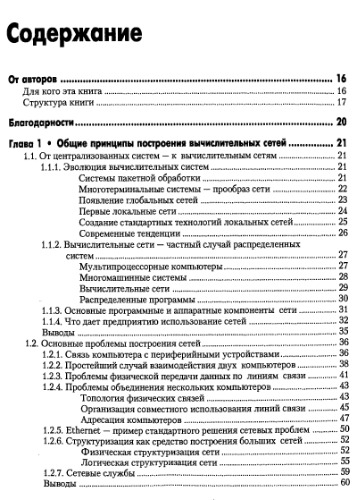 Содержание
От авторов 16
Для кого эта книга 16
Структура книги 17
Благодарности 20
Глава 1 • Общие принципы построения вычислительных сетей 21
1.1. От централизованных систем — к вычислительным сетям 21
1.1.1. Эволюция вычислительных систем 21
Системы пакетной обработки 21
Многотерминальные системы — прообраз сети 22
Появление глобальных сетей 23
Первые локальные сети 24
Создание стандартных технологий локальных сетей 25
Современные тенденции 26
1.1.2. Вычислительные сети — частный случай распределенных
систем 27
Мультипроцессорные компьютеры 27
Многомашинные системы 28
Вычислительные сети 29
Распределенные программы 30
1.1.3. Основные программные и аппаратные компоненты сети 31
1.1.4. Что дает предприятию использование сетей 32
Выводы 35
1.2. Основные проблемы построения сетей 36
1.2.1. Связь компьютера с периферийными устройствами 36
1.2.2. Простейший случай взаимодействия двух компьютеров 38
1.2.3. Проблемы физической передачи данных по линиям связи 41
1.2.4. Проблемы объединения нескольких компьютеров 43
Топология физических связей 43
Организация совместного использования линий связи 45
Адресация компьютеров 47
1.2.5. Ethernet — пример стандартного решения сетевых проблем 50
1.2.6. Структуризация как средство построения больших сетей 52
Физическая структуризация сети 52
Логическая структуризация сети 55
1.2.7. Сетевые службы 59
Выводы 60